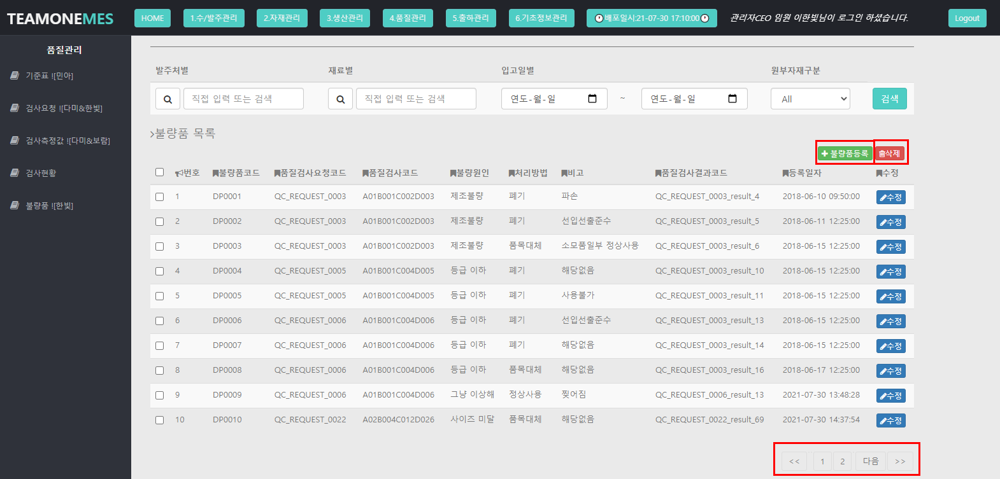 TEAMONEMES HOME 1.수/발주관리 2.자재관리 3.생산관리 4.품질관리 5.출하관리 6.기초정보관리 배포일시:21-07-30 17:10:00 관리자CEO 임원 이한빛님이 로그인 하셨습니다. Logout
품질관리
기준표 ![민아]
검사요청 ![다미&한빛]
검사측정값 ![다미&보람]
검사현황
불량품 ![한빛]
발주처별 재료별 입고일별 원부자재구분
직접 입력 또는 검색 직접 입력 또는 검색 연도-월-일 ~ 연도-월-일 All 검색
>불량품 목록
불량품등록 삭제
번호 불량품코드 품질검사요청코드 품질검사코드 불량원인 처리방법 비고 품질검사결과코드 등록일자 수정
1 DP0001 QC_REQUEST_0003 A01B001C002D003 제조불량 폐기 파손 QC_REQUEST_0003_result_4 2018-06-10 09:50:00 수정
2 DP0002 QC_REQUEST_0003 A01B001C002D003 제조불량 폐기 선입선출준수 QC_REQUEST_0003_result_5 2018-06-11 12:25:00 수정
3 DP0003 QC_REQUEST_0003 A01B001C002D003 제조불량 품목대체 소모품일부 정상사용 QC_REQUEST_0003_result_6 2018-06-15 12:25:00 수정
4 DP0004 QC_REQUEST_0005 A01B001C004D005 등급 이하 폐기 해당없음 QC_REQUEST_0003_result_10 2018-06-15 12:25:00 수정
5 DP0005 QC_REQUEST_0005 A01B001C004D005 등급 이하 폐기 사용불가 QC_REQUEST_0003_result_11 2018-06-15 12:25:00 수정
6 DP0006 QC_REQUEST_0006 A01B001C004D006 등급 이하 폐기 선입선출준수 QC_REQUEST_0003_result_13 2018-06-15 12:25:00 수정
7 DP0007 QC_REQUEST_0006 A01B001C004D006 등급 이하 폐기 해당없음 QC_REQUEST_0003_result_14 2018-06-15 12:25:00 수정
8 DP0008 QC_REQUEST_0006 A01B001C004D006 등급 이하 품목대체 해당없음 QC_REQUEST_0003_result_16 2018-06-17 12:25:00 수정
9 DP0009 QC_REQUEST_0006 A01B001C004D006 그냥 이상해 정상사용 찢어짐 QC_REQUEST_0006_result_13 2021-07-30 13:48:28 수정
10 DP0010 QC_REQUEST_0022 A02B004C012D026 사이즈 미달 품목대체 해당없음 QC_REQUEST_0022_result_69 2021-07-30 14:37:54 수정
<< 1 2 다음 >>